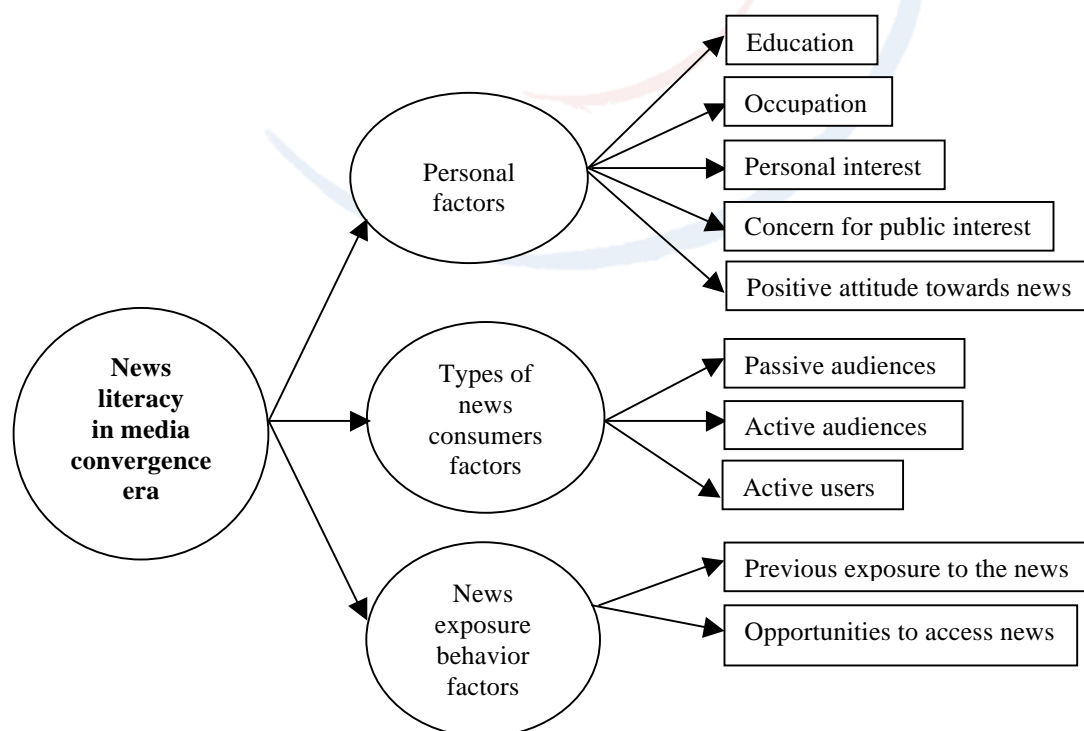 News
literacy
in media
convergence
era
Personal
factors
Education
Occupation
Personal interest
Concern for public interest
Positive attitude towards news
Types of
news
consumers
factors
Passive audiences
Active audiences
Active users
News
exposure
behavior
factors
Previous exposure to the news
Opportunities to access news